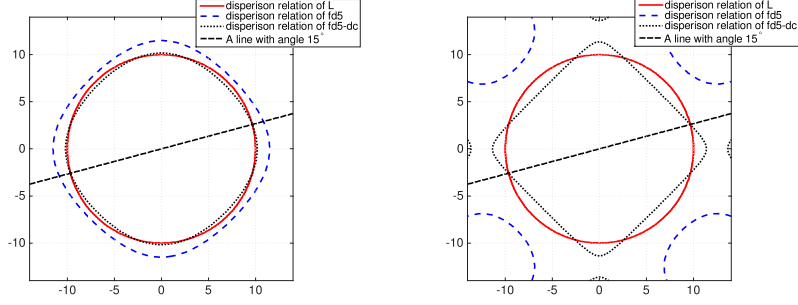 disperison relation of L
disperison relation of fd5
disperison relation of fd5-dc
A line with angle 15°
10
5
0
-5
-10
-10 -5 0 5 10
disperison relation of L
disperison relation of fd5
disperison relation of fd5-dc
A line with angle 15°
10
5
0
-5
-10
-10 -5 0 5 10